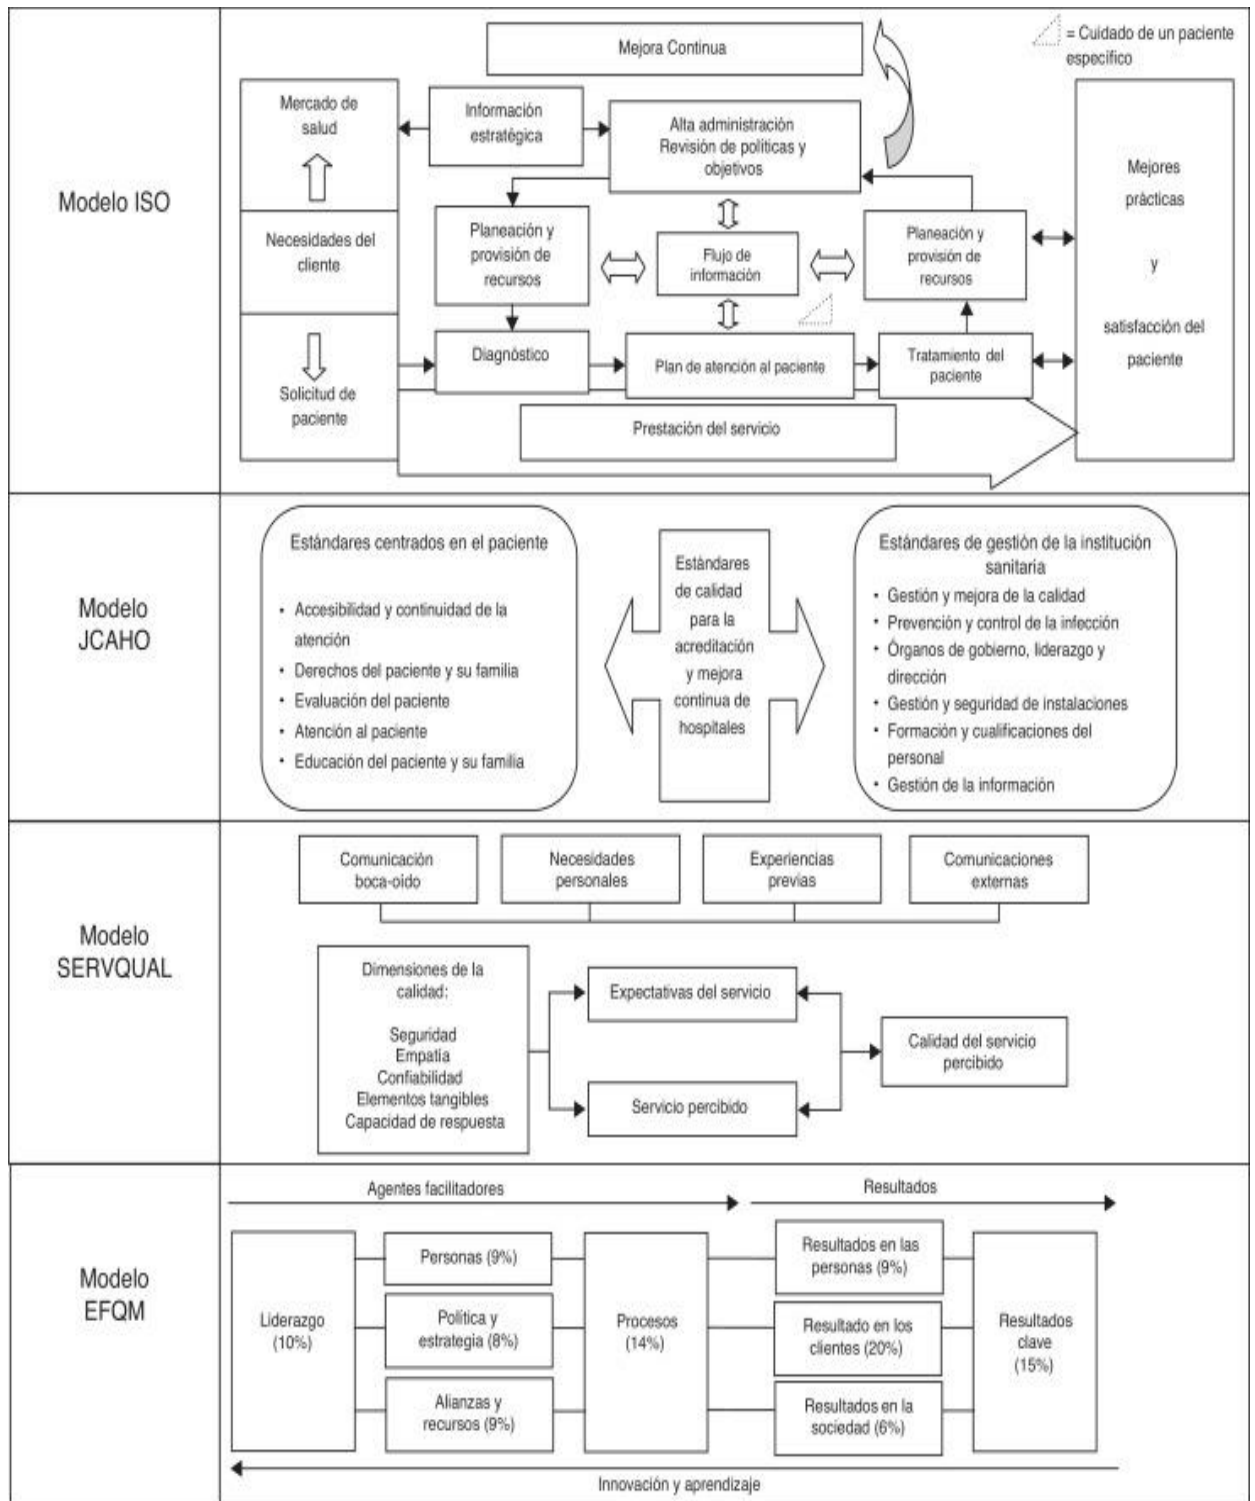 Modelo ISO
Mejora Continua
= Cuidado de un paciente
específico
Mercado de
salud
Información
estratégica
Alta administración
Revisión de políticas y
objetivos
Necesidades del
cliente
Planeación y
provisión de
recursos
Flujo de
información
Planeación y
provisión de
recursos
Mejores
prácticas
y
satisfacción del
paciente
Solicitud de
paciente
Diagnóstico
Plan de atención al paciente
Tratamiento del
paciente
Prestación del servicio
Modelo
JCAHO
Estándares centrados en el paciente
• Accesibilidad y continuidad de la
atención
• Derechos del paciente y su familia
• Evaluación del paciente
• Atención al paciente
• Educación del paciente y su familia
Estándares
de calidad
para la
acreditación
y mejora
continua de
hospitales
Estándares de gestión de la institución
sanitaria
• Gestión y mejora de la calidad
• Prevención y control de la infección
• Órganos de gobierno, liderazgo y
dirección
• Gestión y seguridad de instalaciones
• Formación y cualificaciones del
personal
• Gestión de la información
Modelo
SERVQUAL
Comunicación
boca-oido
Necesidades
personales
Experiencias
previas
Comunicaciones
externas
Dimensiones de la
calidad:
Seguridad
Empatía
Confiabilidad
Elementos tangibles
Capacidad de respuesta
Expectativas del servicio
Servicio percibido
Calidad del servicio
percibido
Modelo
EFQM
Agentes facilitadores
Resultados
Liderazgo
(10%)
Personas (9%)
Política y
estrategia (8%)
Alianzas y
recursos (9%)
Procesos
(14%)
Resultados en las
personas (9%)
Resultado en los
clientes (20%)
Resultados en la
sociedad (6%)
Resultados
clave
(15%)
Innovación y aprendizaje